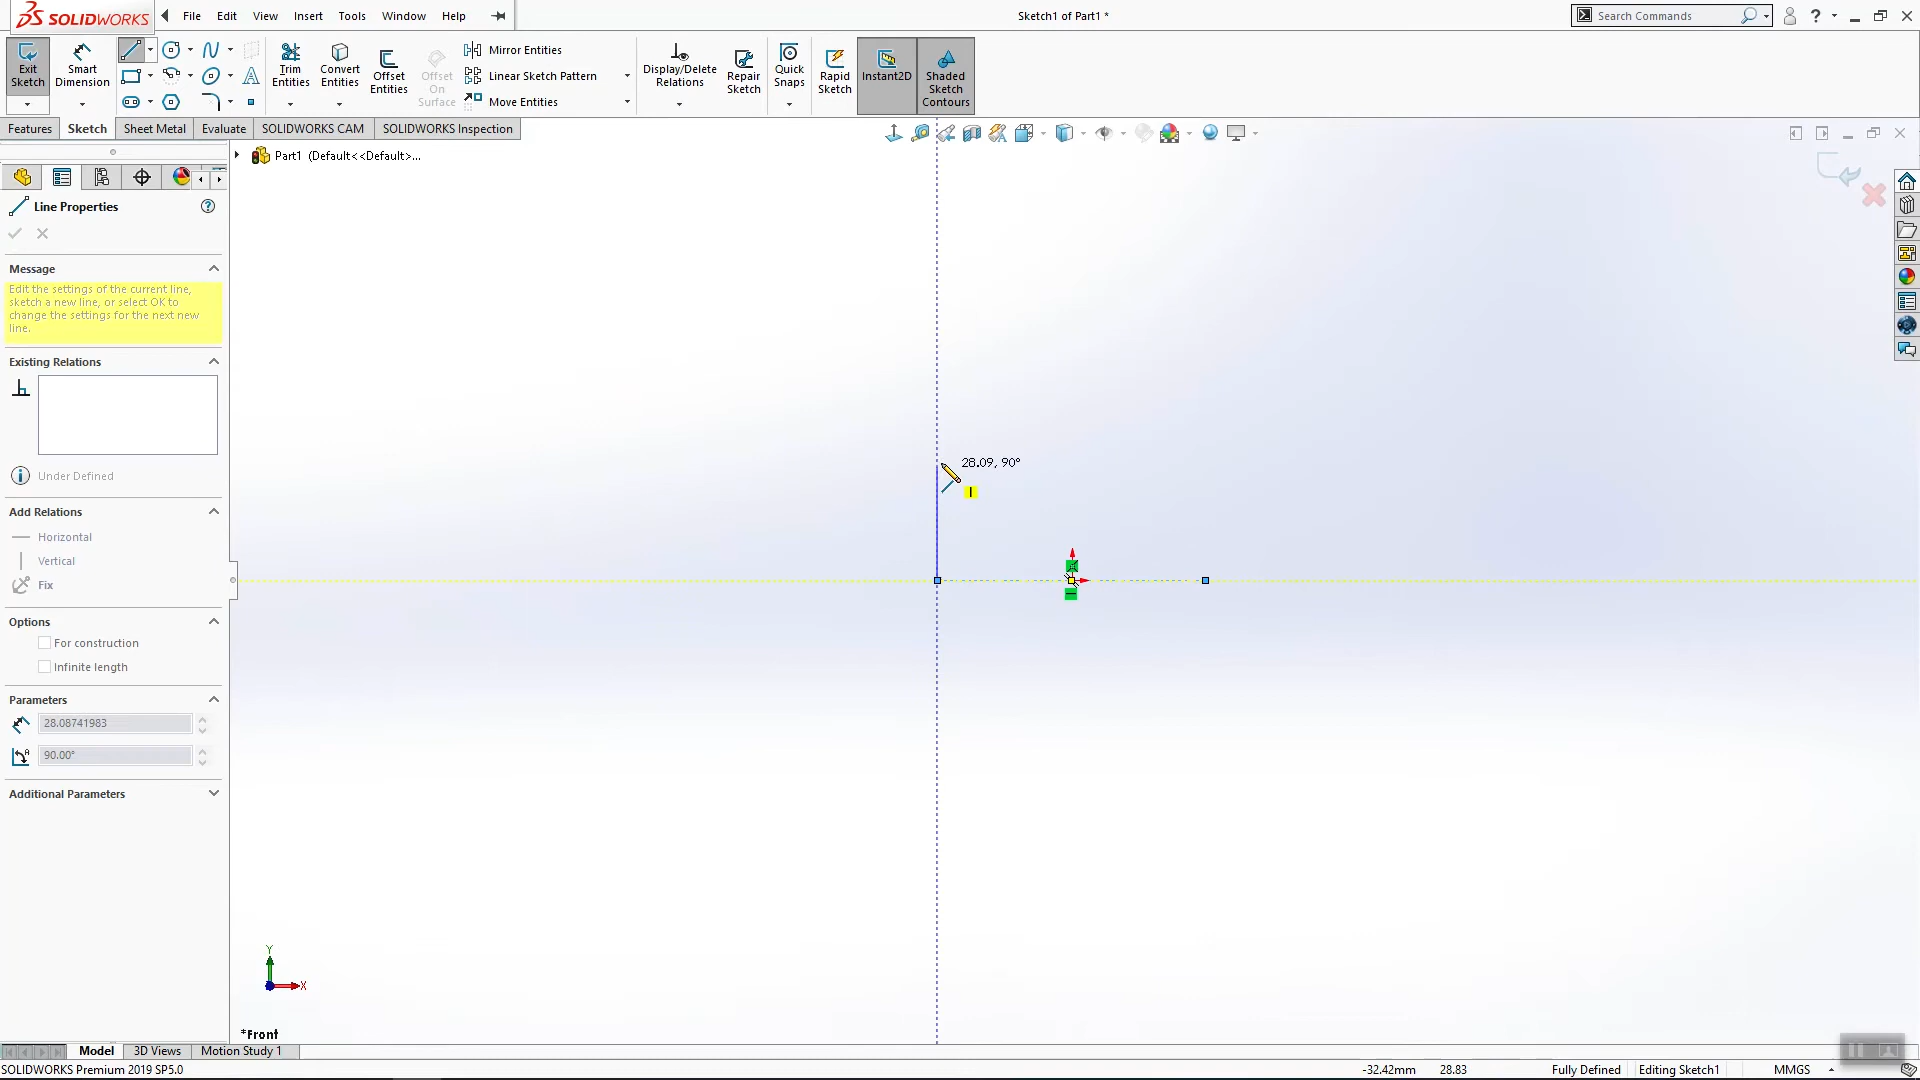 SOLIDWORKS
File Edit View Insert Tools Window Help
Sketch1 of Part1 *
Search Commands
Exit Sketch
Smart Dimension
Trim Entities
Convert Entities
Offset Entities
Offset On Surface
Mirror Entities
Linear Sketch Pattern
Move Entities
Display/Delete Relations
Repair Sketch
Quick Snaps
Rapid Sketch
Instant2D
Shaded Sketch Contours
Features Sketch Sheet Metal Evaluate SOLIDWORKS CAM SOLIDWORKS Inspection
Part1 (Default<<Default>...
Line Properties
Message
Edit the settings of the current line,
sketch a new line, or select OK to
change the settings for the next new
line.
Existing Relations
Under Defined
Add Relations
Horizontal
Vertical
Fix
Options
For construction
Infinite length
Parameters
28.08741983
90.00°
Additional Parameters
28.09, 90°
Y
X
*Front
Model 3D Views Motion Study 1
SOLIDWORKS Premium 2019 SP5.0
-32.42mm 28.83 Fully Defined Editing Sketch1 MMGS